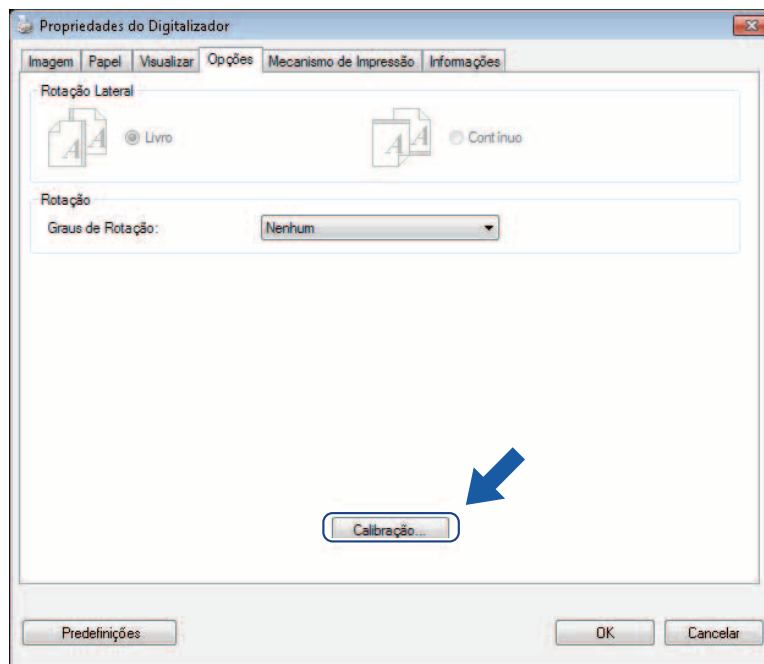 Propriedades do Digitalizador
Imagem Papel Visualizar Opções Mecanismo de Impressão Informações
Rotação Lateral
A A Livro A A Contínuo
Rotação
Graus de Rotação: Nenhum
Calibração...
Predefinições OK Cancelar